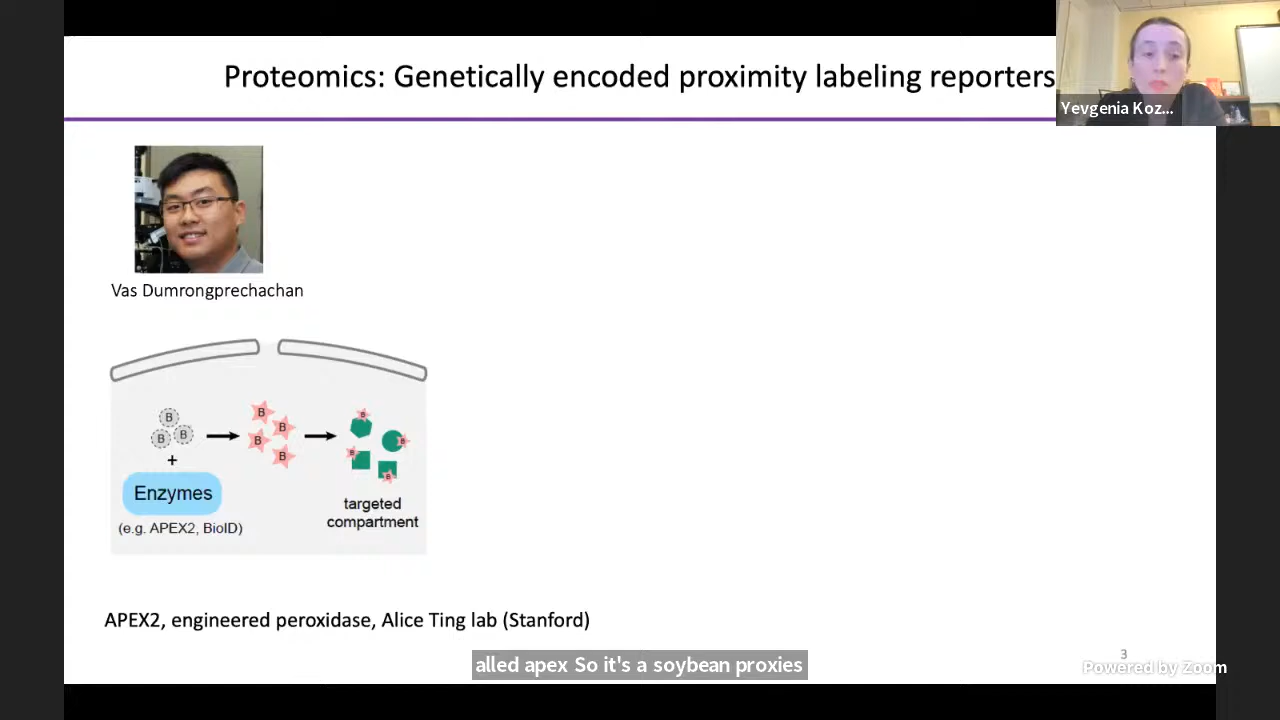 Proteomics: Genetically encoded proximity labeling reporters
Yevgenia Koz...
Vas Dumrongprechachan
B
B
B
B
B
B
B
B
B
B
B
+
Enzymes
(e.g. APEX2, BioID)
targeted
compartment
APEX2, engineered peroxidase, Alice Ting lab (Stanford)
alled apex So it's a soybean proxies
3
Powered by Zoom